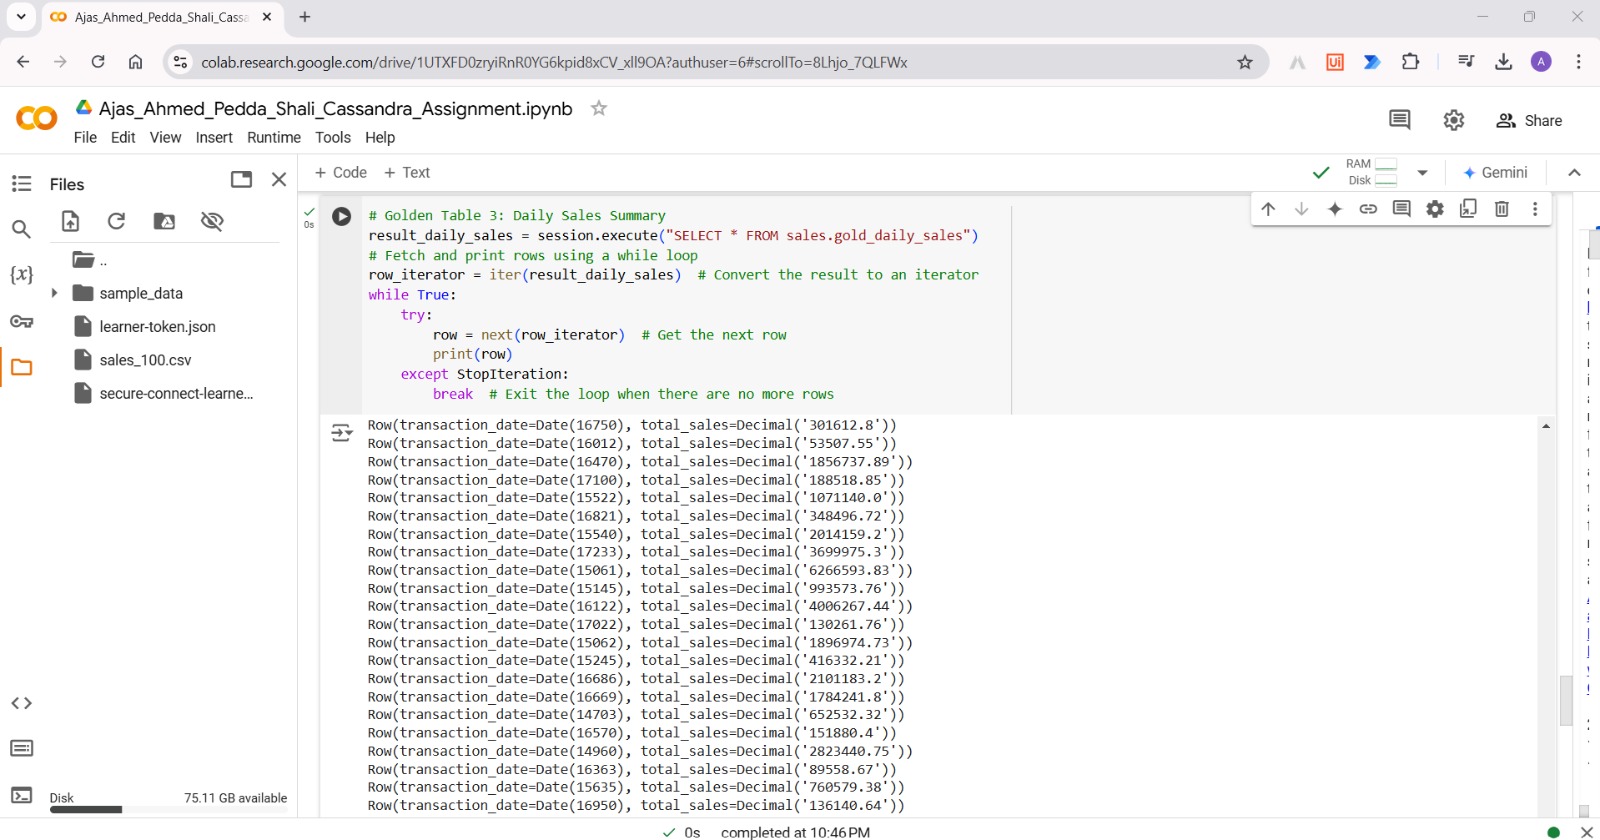 Ajas_Ahmed_Pedda_Shali_Cassa
colab.research.google.com/drive/1UTXFD0zryiRnR0YG6kpid8xCV_xll9OA?authuser=6#scrollTo=8Lhjo_7QLFWx
Ui
A
CO
Ajas_Ahmed_Pedda_Shali_Cassandra_Assignment.ipynb
File Edit View Insert Runtime Tools Help
Share
Files
+ Code + Text
RAM
Disk
Gemini
..
sample_data
learner-token.json
sales_100.csv
secure-connect-learne...
{x}
Disk 75.11 GB available
0s
# Golden Table 3: Daily Sales Summary
result_daily_sales = session.execute("SELECT * FROM sales.gold_daily_sales")
# Fetch and print rows using a while loop
row_iterator = iter(result_daily_sales)  # Convert the result to an iterator
while True:
    try:
        row = next(row_iterator)  # Get the next row
        print(row)
    except StopIteration:
        break  # Exit the loop when there are no more rows
Row(transaction_date=Date(16750), total_sales=Decimal('301612.8'))
Row(transaction_date=Date(16012), total_sales=Decimal('53507.55'))
Row(transaction_date=Date(16470), total_sales=Decimal('1856737.89'))
Row(transaction_date=Date(17100), total_sales=Decimal('188518.85'))
Row(transaction_date=Date(15522), total_sales=Decimal('1071140.0'))
Row(transaction_date=Date(16821), total_sales=Decimal('348496.72'))
Row(transaction_date=Date(15540), total_sales=Decimal('2014159.2'))
Row(transaction_date=Date(17233), total_sales=Decimal('3699975.3'))
Row(transaction_date=Date(15061), total_sales=Decimal('6266593.83'))
Row(transaction_date=Date(15145), total_sales=Decimal('993573.76'))
Row(transaction_date=Date(16122), total_sales=Decimal('4006267.44'))
Row(transaction_date=Date(17022), total_sales=Decimal('130261.76'))
Row(transaction_date=Date(15062), total_sales=Decimal('1896974.73'))
Row(transaction_date=Date(15245), total_sales=Decimal('416332.21'))
Row(transaction_date=Date(16686), total_sales=Decimal('2101183.2'))
Row(transaction_date=Date(16669), total_sales=Decimal('1784241.8'))
Row(transaction_date=Date(14703), total_sales=Decimal('652532.32'))
Row(transaction_date=Date(16570), total_sales=Decimal('151880.4'))
Row(transaction_date=Date(14960), total_sales=Decimal('2823440.75'))
Row(transaction_date=Date(16363), total_sales=Decimal('89558.67'))
Row(transaction_date=Date(15635), total_sales=Decimal('760579.38'))
Row(transaction_date=Date(16950), total_sales=Decimal('136140.64'))
0s completed at 10:46 PM